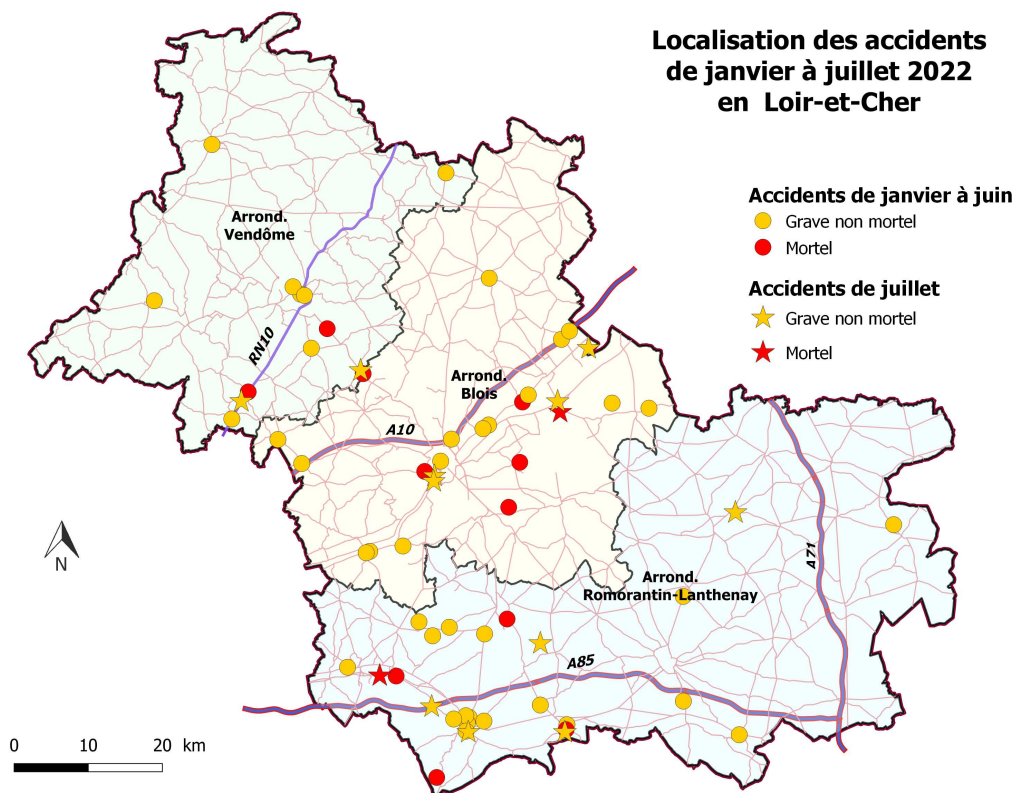 Localisation des accidents
de janvier à juillet 2022
en Loir-et-Cher
Accidents de janvier à juin
Grave non mortel
Mortel
Accidents de juillet
Grave non mortel
Mortel
Arrond.
Vendôme
RN10
Arrond.
Blois
A10
A71
Arrond.
Romorantin-Lanthenay
A85
N
0 10 20 km